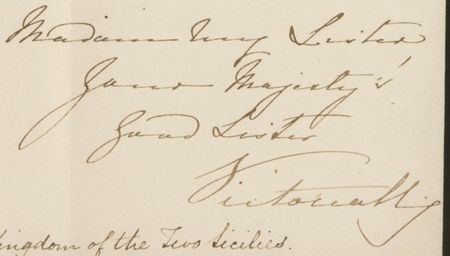 Madam My Sister
Your Majesty's
Good Sister
Victoria R
Kingdom of the Two Sicilies.